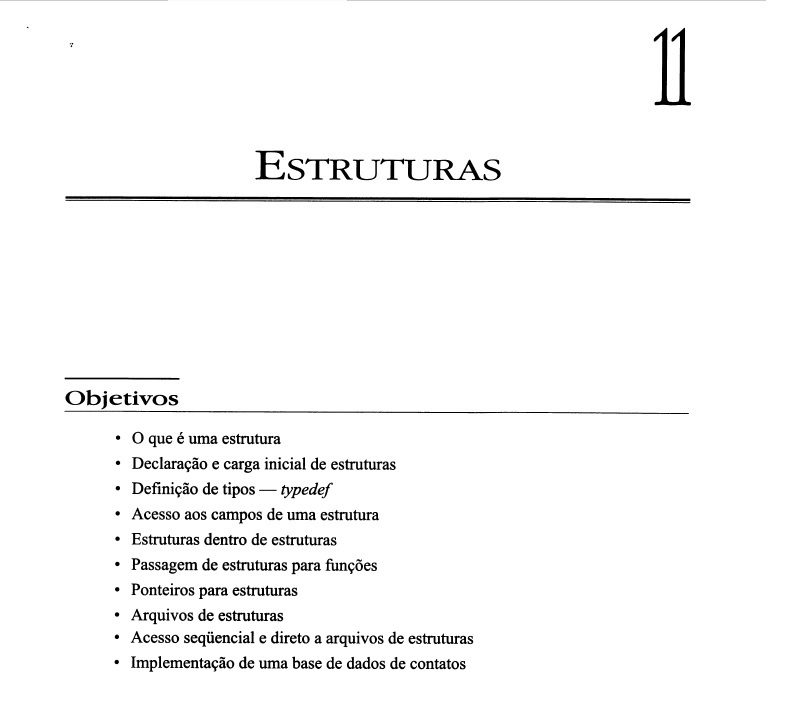 11
ESTRUTURAS
Objetivos
• O que é uma estrutura
• Declaração e carga inicial de estruturas
• Definição de tipos — typedef
• Acesso aos campos de uma estrutura
• Estruturas dentro de estruturas
• Passagem de estruturas para funções
• Ponteiros para estruturas
• Arquivos de estruturas
• Acesso seqüencial e direto a arquivos de estruturas
• Implementação de uma base de dados de contatos